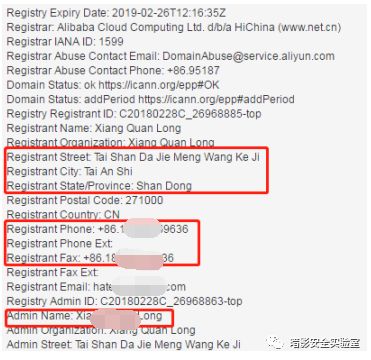 Registry Expiry Date: 2019-02-26T12:16:35Z
Registrar: Alibaba Cloud Computing Ltd. d/b/a HiChina (www.net.cn)
Registrar IANA ID: 1599
Registrar Abuse Contact Email: DomainAbuse@service.aliyun.com
Registrar Abuse Contact Phone: +86.95187
Domain Status: ok https://icann.org/epp#OK
Domain Status: addPeriod https://icann.org/epp#addPeriod
Registry Registrant ID: C20180228C_26968885-top
Registrant Name: Xiang Quan Long
Registrant Organization: Xiang Quan Long
Registrant Street: Tai Shan Da Jie Meng Wang Ke Ji
Registrant City: Tai An Shi
Registrant State/Province: Shan Dong
Registrant Postal Code: 271000
Registrant Country: CN
Registrant Phone: +86.1 9636
Registrant Phone Ext:
Registrant Fax: +86.18 36
Registrant Fax Ext:
Registrant Email: hate .com
Registry Admin ID: C20180228C_26968863-top
Admin Name: Xia Long
Admin Organization: Xiang Quan Long
Admin Street: Tai Shan Da Jie Meng Wang Ke Ji
暗影安全实验室